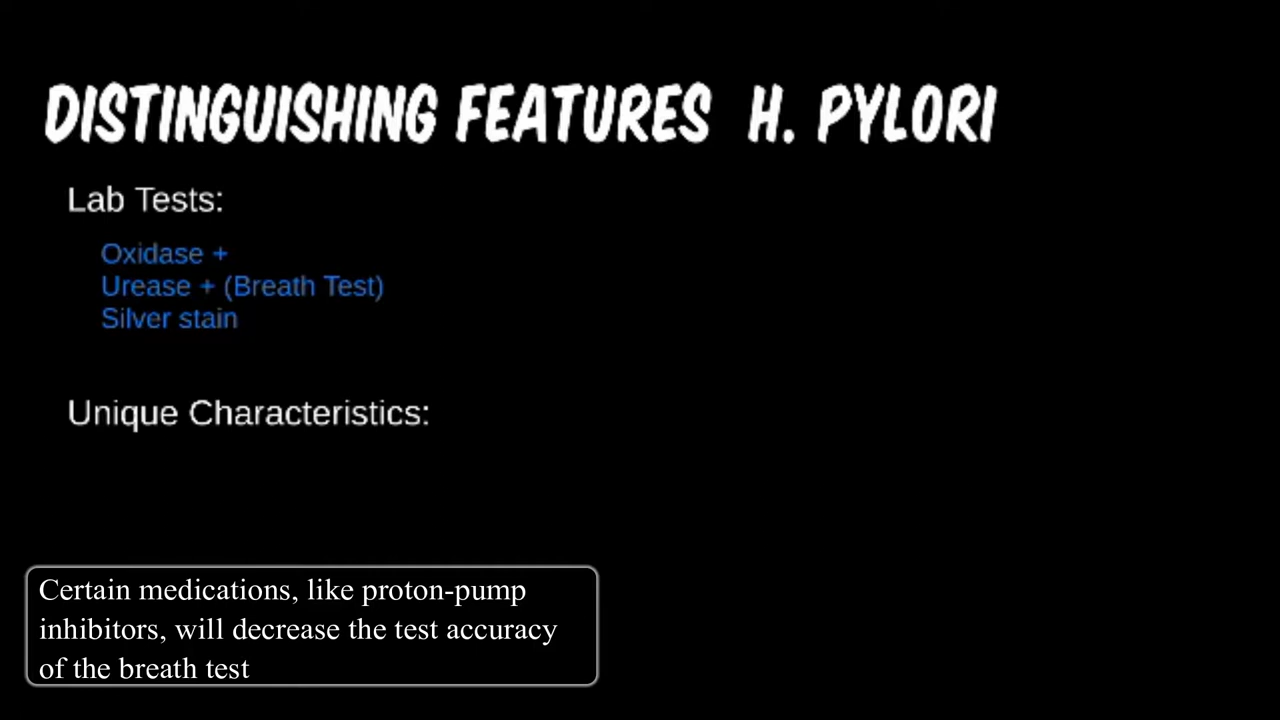 DISTINGUISHING FEATURES H. PYLORI
Lab Tests:
Oxidase +
Urease + (Breath Test)
Silver stain
Unique Characteristics:
Certain medications, like proton-pump
inhibitors, will decrease the test accuracy
of the breath test